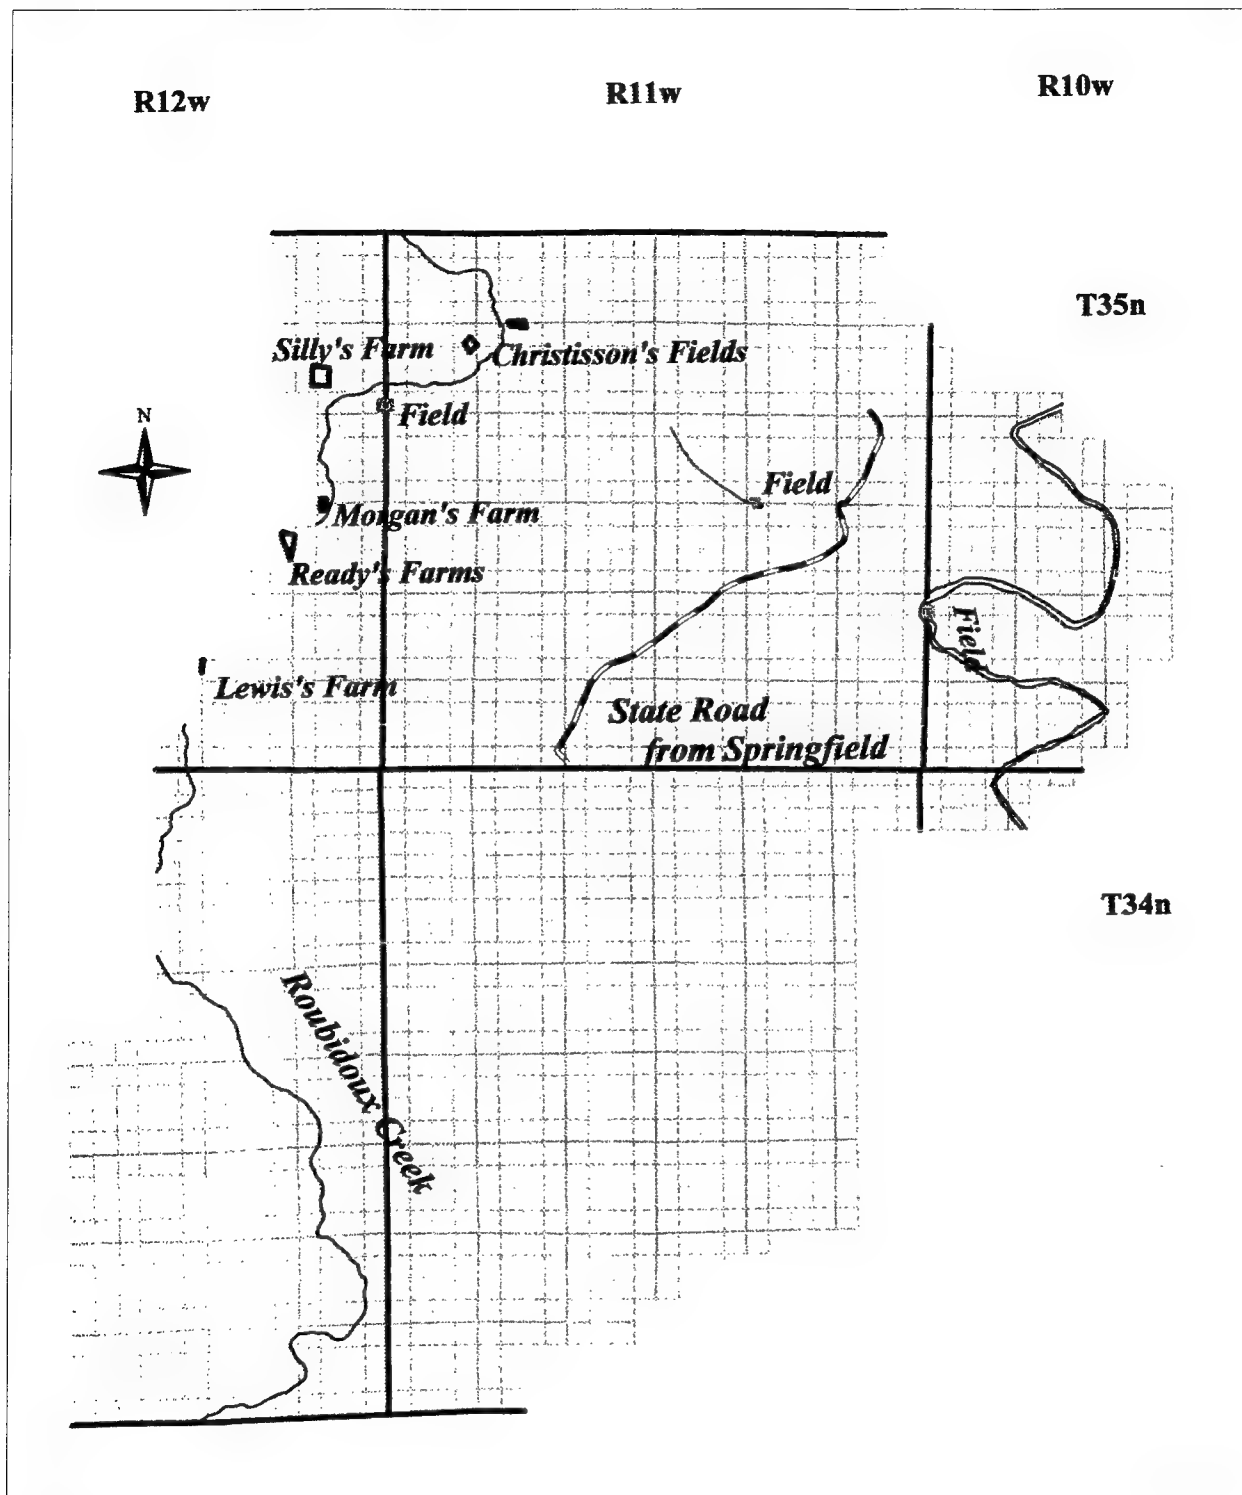 R12w
R11w
R10w
T35n
Silly's Farm
Christisson's Fields
N
Field
Field
Morgan's Farm
Ready's Farms
Field
Lewis's Farm
State Road
from Springfield
T34n
Roubidoux Creek